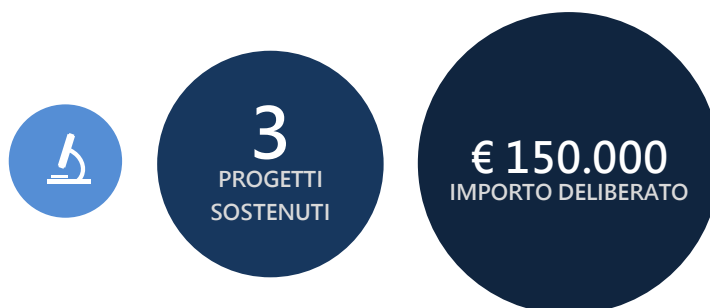 3
PROGETTI
SOSTENUTI
€ 150.000
IMPORTO DELIBERATO